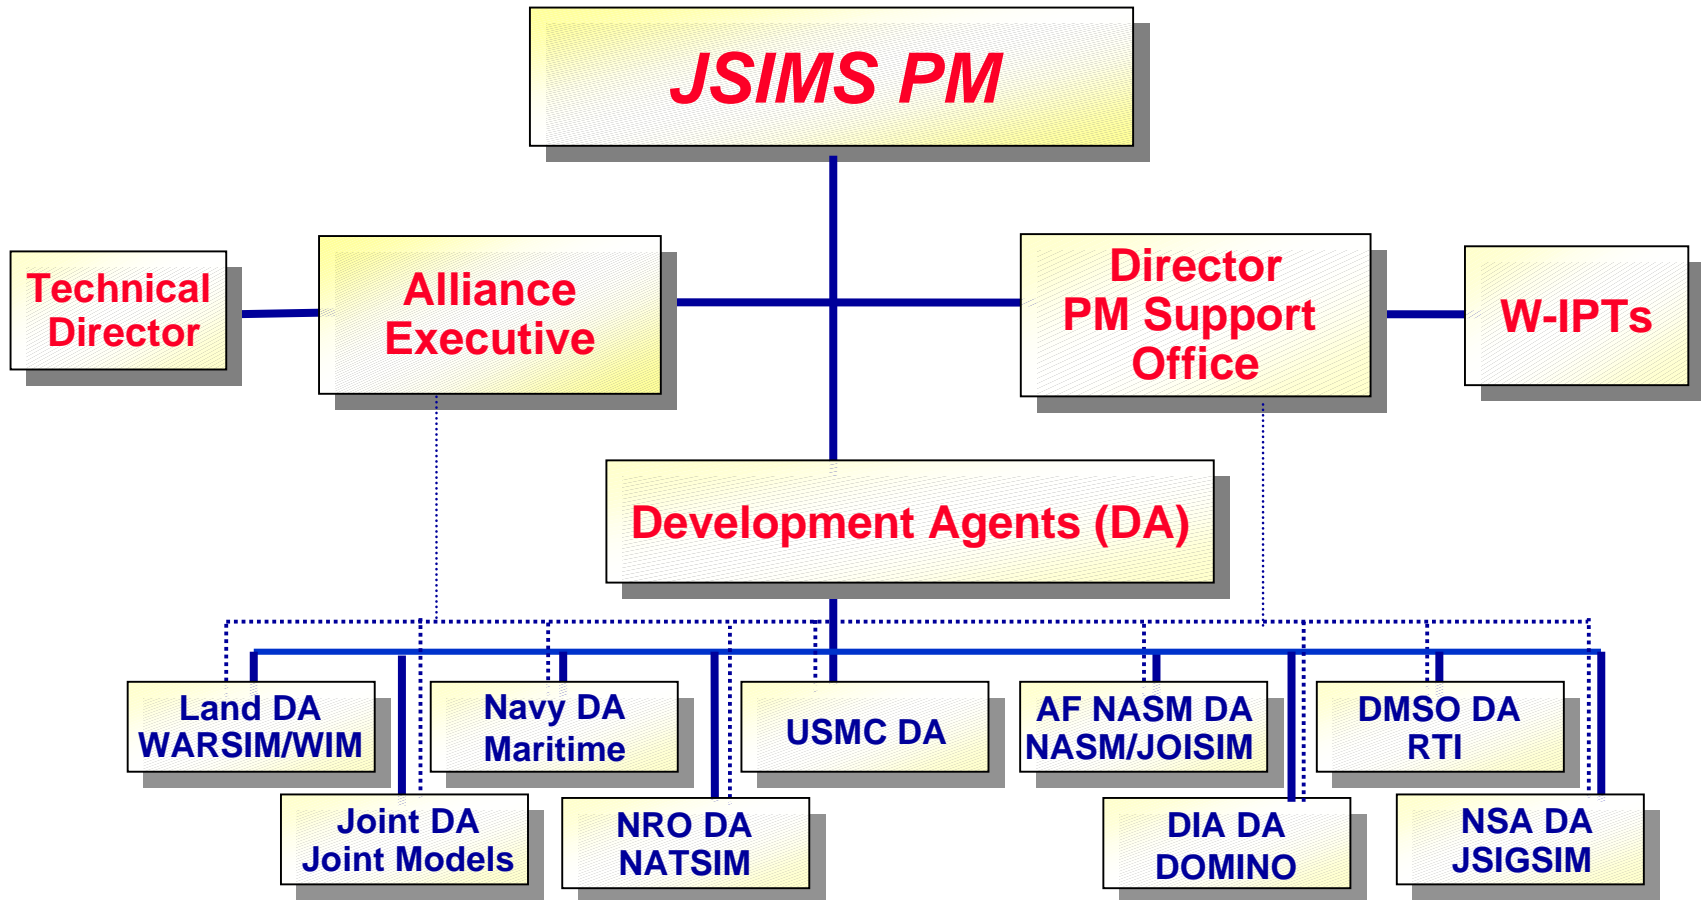 JSIMS PM
Technical
Director
Alliance
Executive
Director
PM Support
Office
W-IPTs
Development Agents (DA)
Land DA
WARSIM/WIM
Navy DA
Maritime
USMC DA
AF NASM DA
NASM/JOISIM
DMSO DA
RTI
Joint DA
Joint Models
NRO DA
NATSIM
DIA DA
DOMINO
NSA DA
JSIGSIM